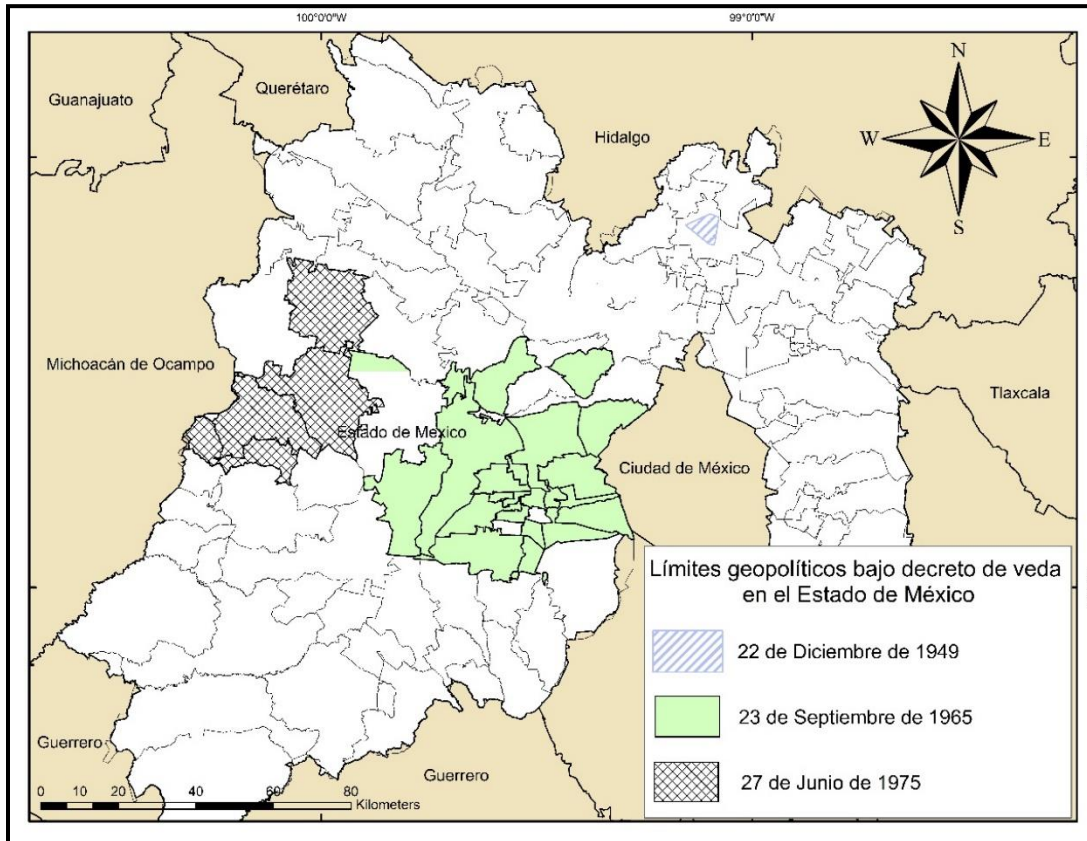 100°0'0"W
99°0'0"W
Guanajuato
Querétaro
Hidalgo
N
W
E
S
Michoacán de Ocampo
Tlaxcala
Estado de Mexico
Ciudad de México
Guerrero
Guerrero
0 10 20 40 60 80
Kilometers
Límites geopolíticos bajo decreto de veda
en el Estado de México
22 de Diciembre de 1949
23 de Septiembre de 1965
27 de Junio de 1975